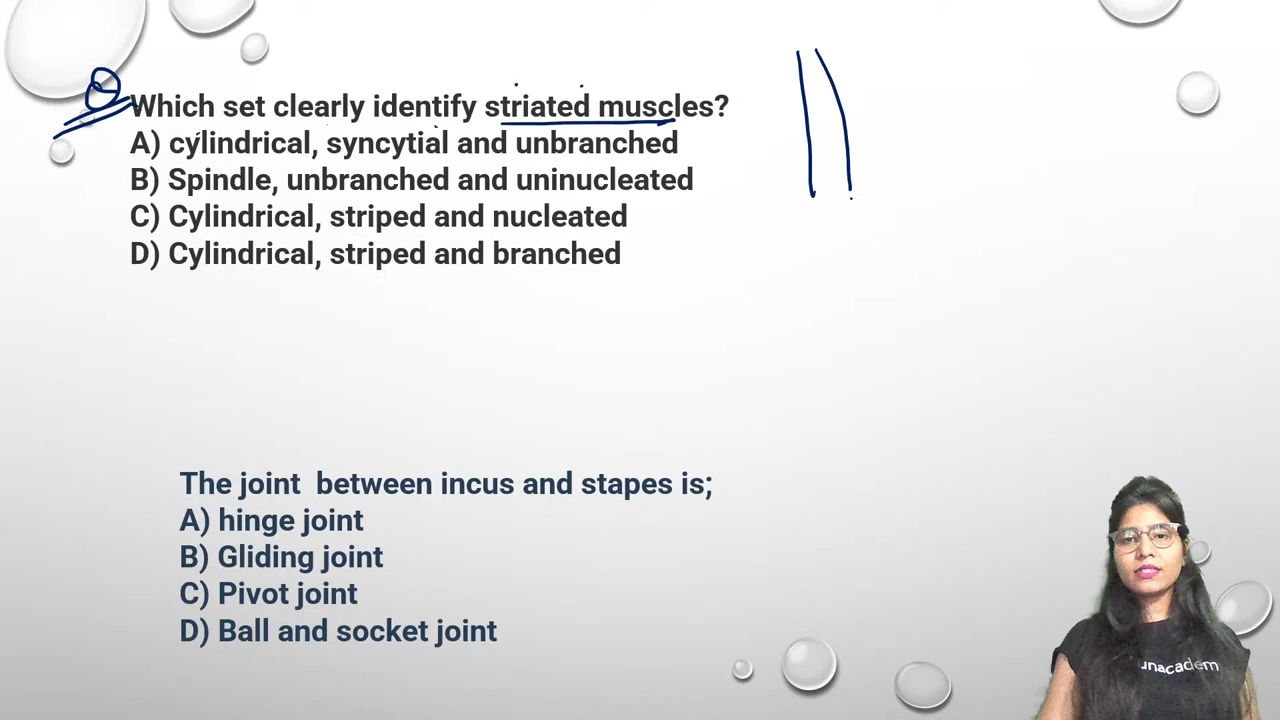 Which set clearly identify striated muscles?
A) cylindrical, syncytial and unbranched
B) Spindle, unbranched and uninucleated
C) Cylindrical, striped and nucleated
D) Cylindrical, striped and branched
The joint between incus and stapes is;
A) hinge joint
B) Gliding joint
C) Pivot joint
D) Ball and socket joint
unacadem